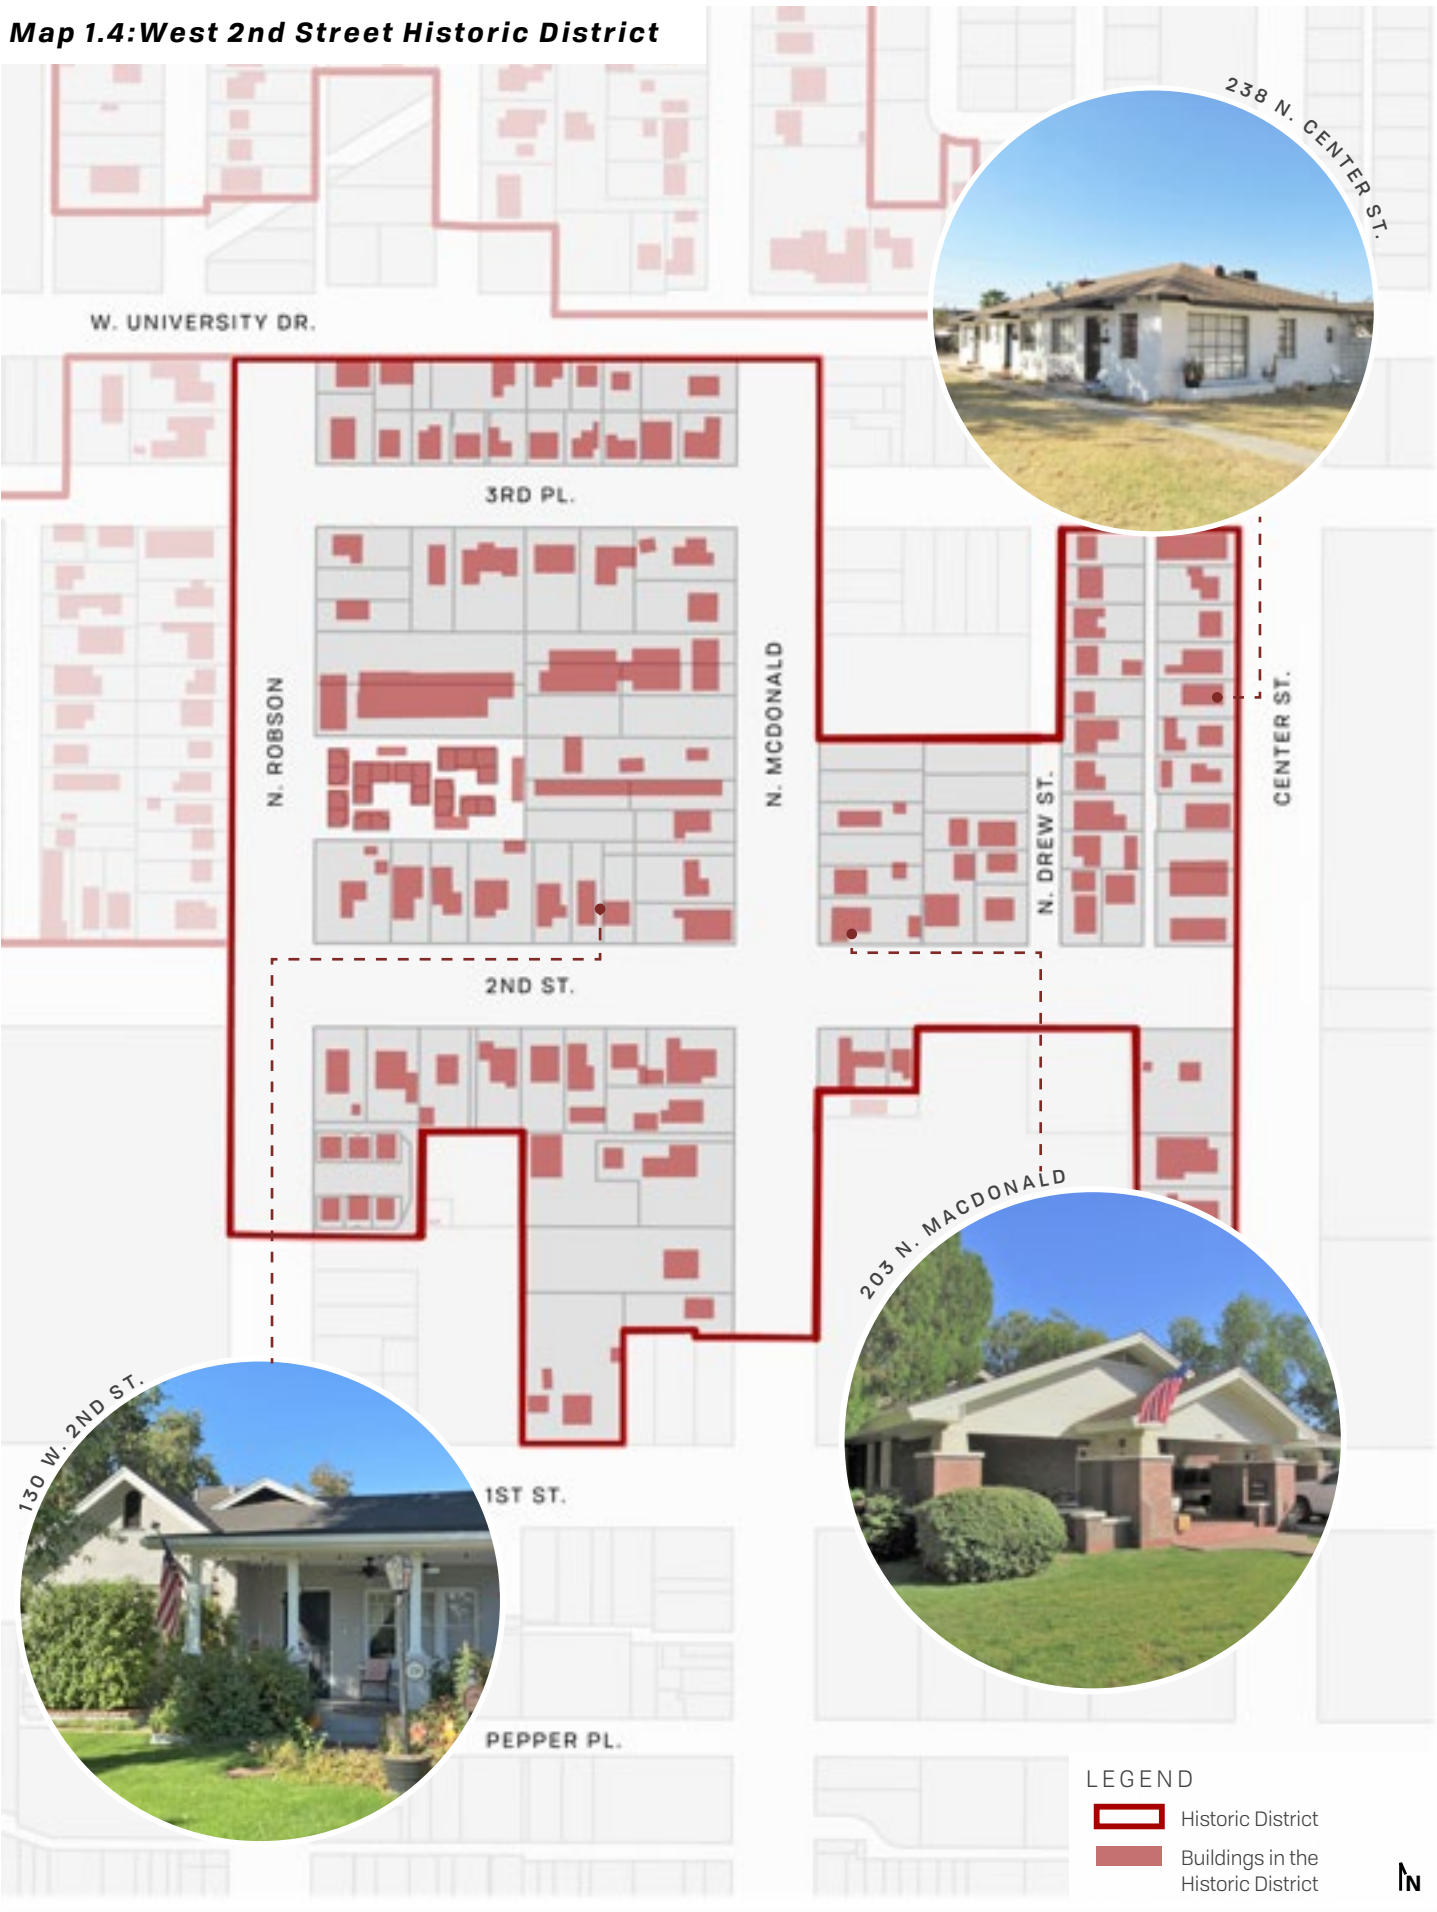 Map 1.4:West 2nd Street Historic District
238 N. CENTER ST.
W. UNIVERSITY DR.
3RD PL.
N. ROBSON
N. MCDONALD
CENTER ST.
N. DREW ST.
2ND ST.
203 N. MACDONALD
130 W. 2ND ST.
1ST ST.
PEPPER PL.
LEGEND
Historic District
Buildings in the
Historic District
N